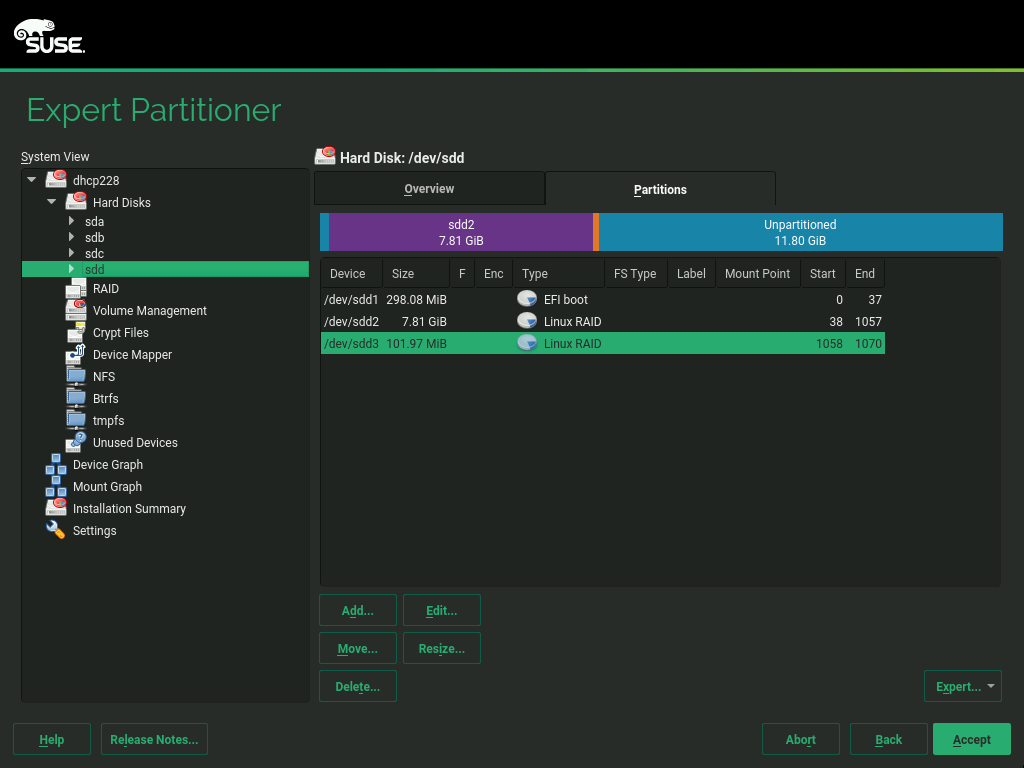 SUSE
Expert Partitioner
System View
dhcp228
Hard Disks
sda
sdb
sdc
sdd
RAID
Volume Management
Crypt Files
Device Mapper
NFS
Btrfs
tmpfs
Unused Devices
Device Graph
Mount Graph
Installation Summary
Settings
Hard Disk: /dev/sdd
Overview Partitions
sdd2 Unpartitioned
7.81 GiB 11.80 GiB
Device Size F Enc Type FS Type Label Mount Point Start End
/dev/sdd1 298.08 MiB EFI boot 0 37
/dev/sdd2 7.81 GiB Linux RAID 38 1057
/dev/sdd3 101.97 MiB Linux RAID 1058 1070
Add... Edit...
Move... Resize...
Delete... Expert...
Help Release Notes... Abort Back Accept